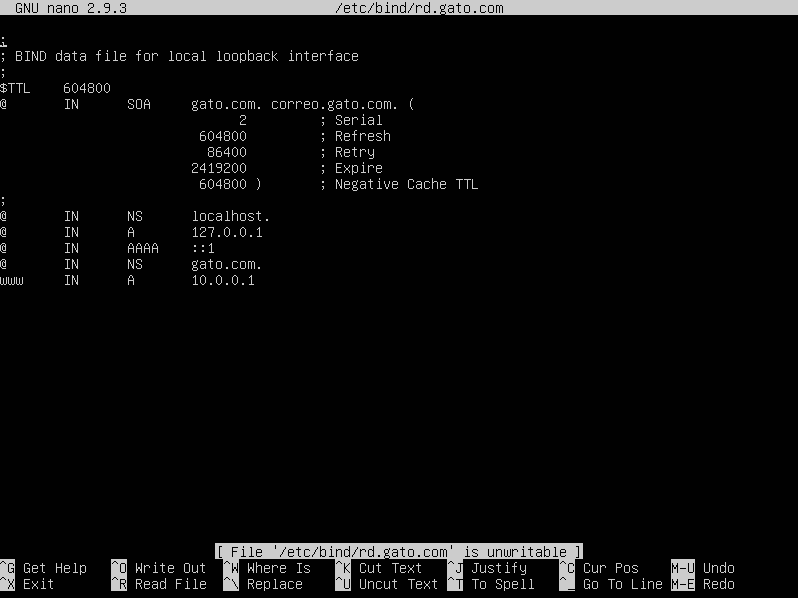 GNU nano 2.9.3 /etc/bind/rd.gato.com
;
; BIND data file for local loopback interface
;
$TTL 604800
@ IN SOA gato.com. correo.gato.com. (
2 ; Serial
604800 ; Refresh
86400 ; Retry
2419200 ; Expire
604800 ) ; Negative Cache TTL
;
@ IN NS localhost.
@ IN A 127.0.0.1
@ IN AAAA ::1
@ IN NS gato.com.
www IN A 10.0.0.1
[ File '/etc/bind/rd.gato.com' is unwritable ]
^G Get Help ^O Write Out ^W Where Is ^K Cut Text ^J Justify ^C Cur Pos M-U Undo
^X Exit ^R Read File ^\ Replace ^U Uncut Text ^T To Spell ^_ Go To Line M-E Redo